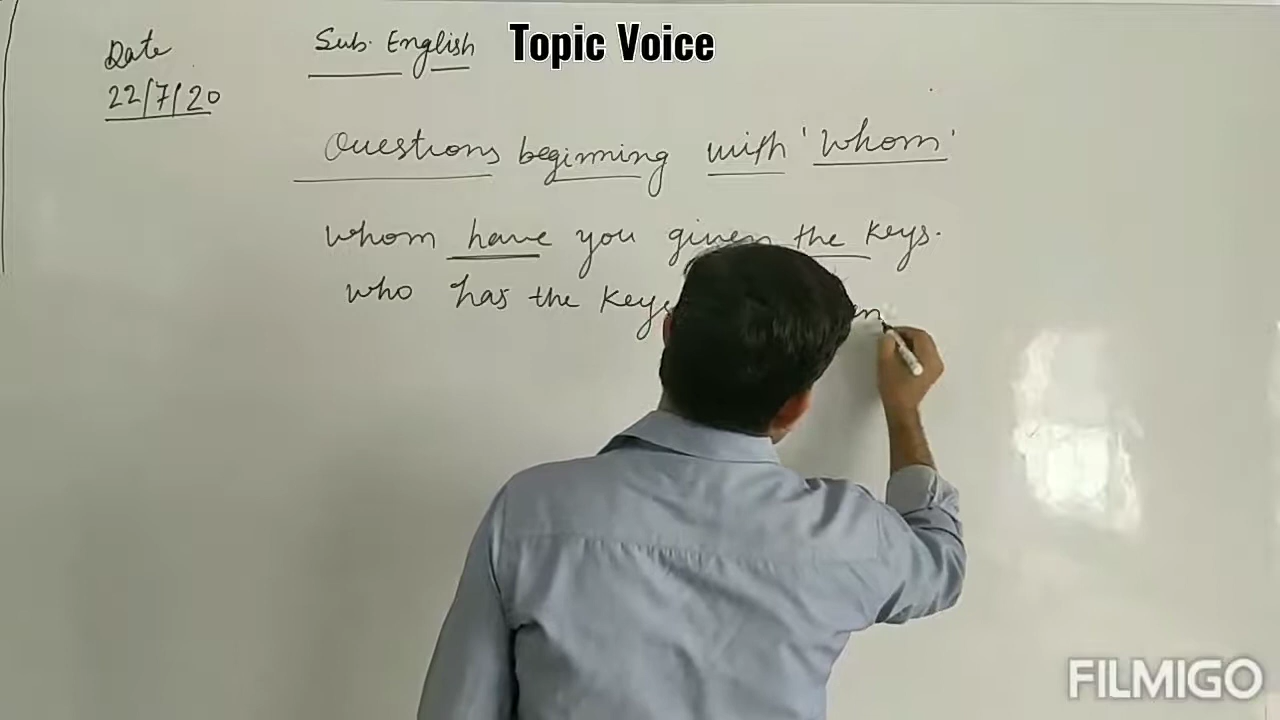 Date
22/7/20
Sub. English
Topic Voice
Questions beginning with 'whom'
whom have you given the keys.
who has the keys
FILMIGO